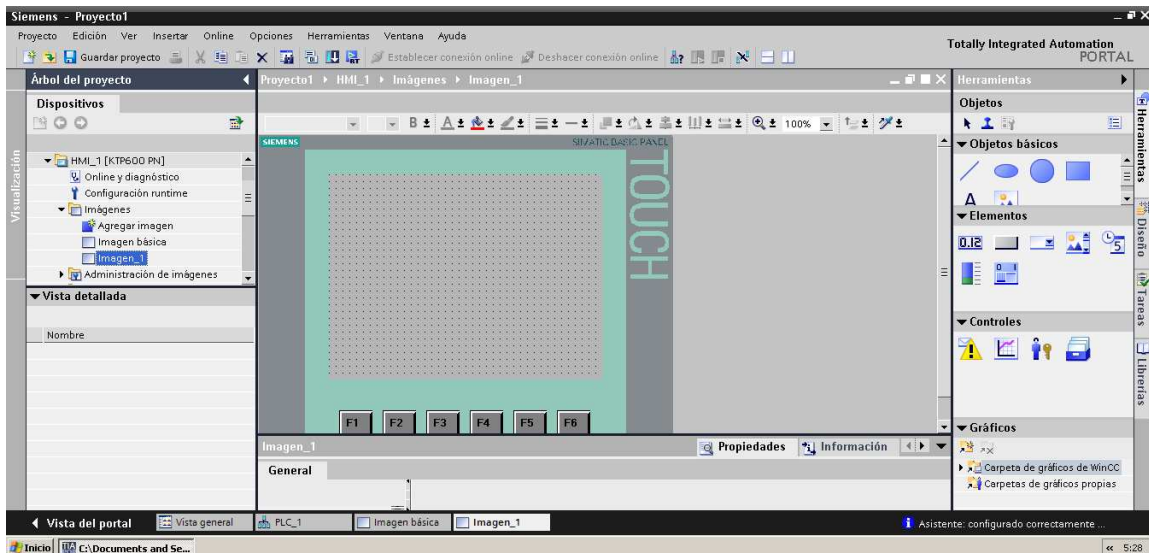 Siemens - Proyecto1
Proyecto Edición Ver Insertar Online Opciones Herramientas Ventana Ayuda
Guardar proyecto Establecer conexión online Deshacer conexión online
Totally Integrated Automation
PORTAL
Árbol del proyecto
Proyecto1 HMI_1 Imágenes Imagen_1
Herramientas
Dispositivos
Objetos
B A 100%
Visualización
SIEMENS
SIMATIC BASIC PANEL
TOUCH
HMI_1 [KTP600 PN]
Online y diagnóstico
Configuración runtime
Imágenes
Agregar imagen
Imagen básica
Imagen_1
Administración de imágenes
Objetos básicos
A
Elementos
0.12
5
0 1
Controles
Herramientas
Diseño
Tareas
Librerías
Vista detallada
Nombre
F1 F2 F3 F4 F5 F6
Imagen_1
Propiedades Información
General
Gráficos
Carpeta de gráficos de WinCC
Carpetas de gráficos propias
Vista del portal Vista general PLC_1 Imagen básica Imagen_1
Asistente: configurado correctamente ...
Inicio C:\Documents and Se... « 5:28